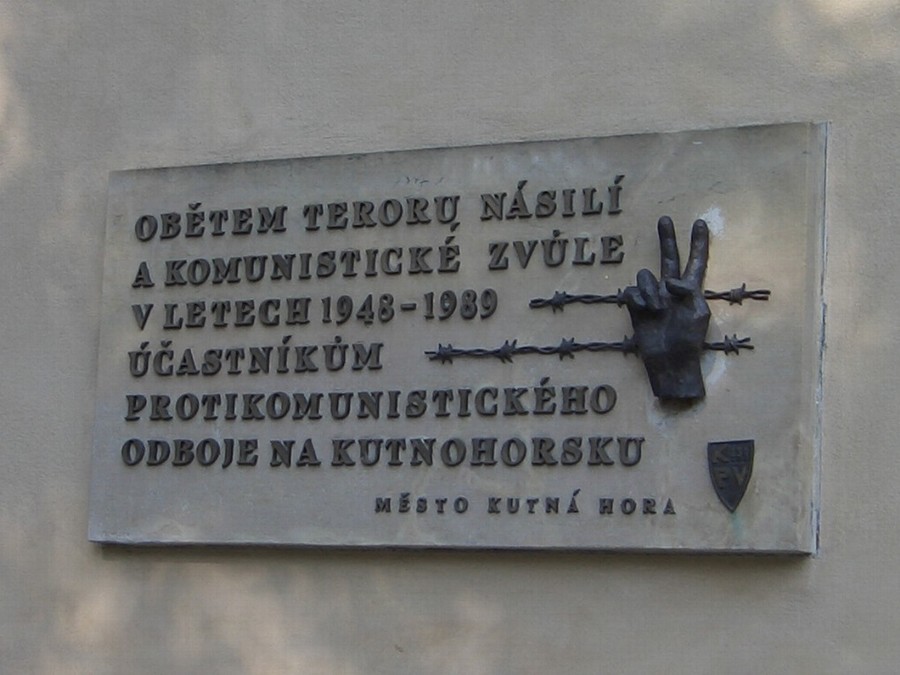 OBĚTEM TERORU NÁSILÍ
A KOMUNISTICKÉ ZVŮLE
V LETECH 1948-1989
ÚČASTNÍKŮM
PROTIKOMUNISTICKÉHO
ODBOJE NA KUTNOHORSKU
MĚSTO KUTNÁ HORA